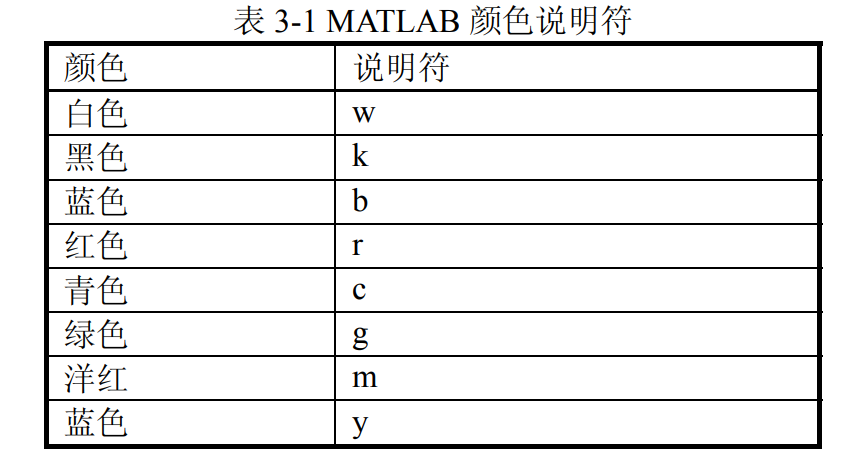 表 3-1 MATLAB 颜色说明符
颜色 说明符
白色 w
黑色 k
蓝色 b
红色 r
青色 c
绿色 g
洋红 m
蓝色 y